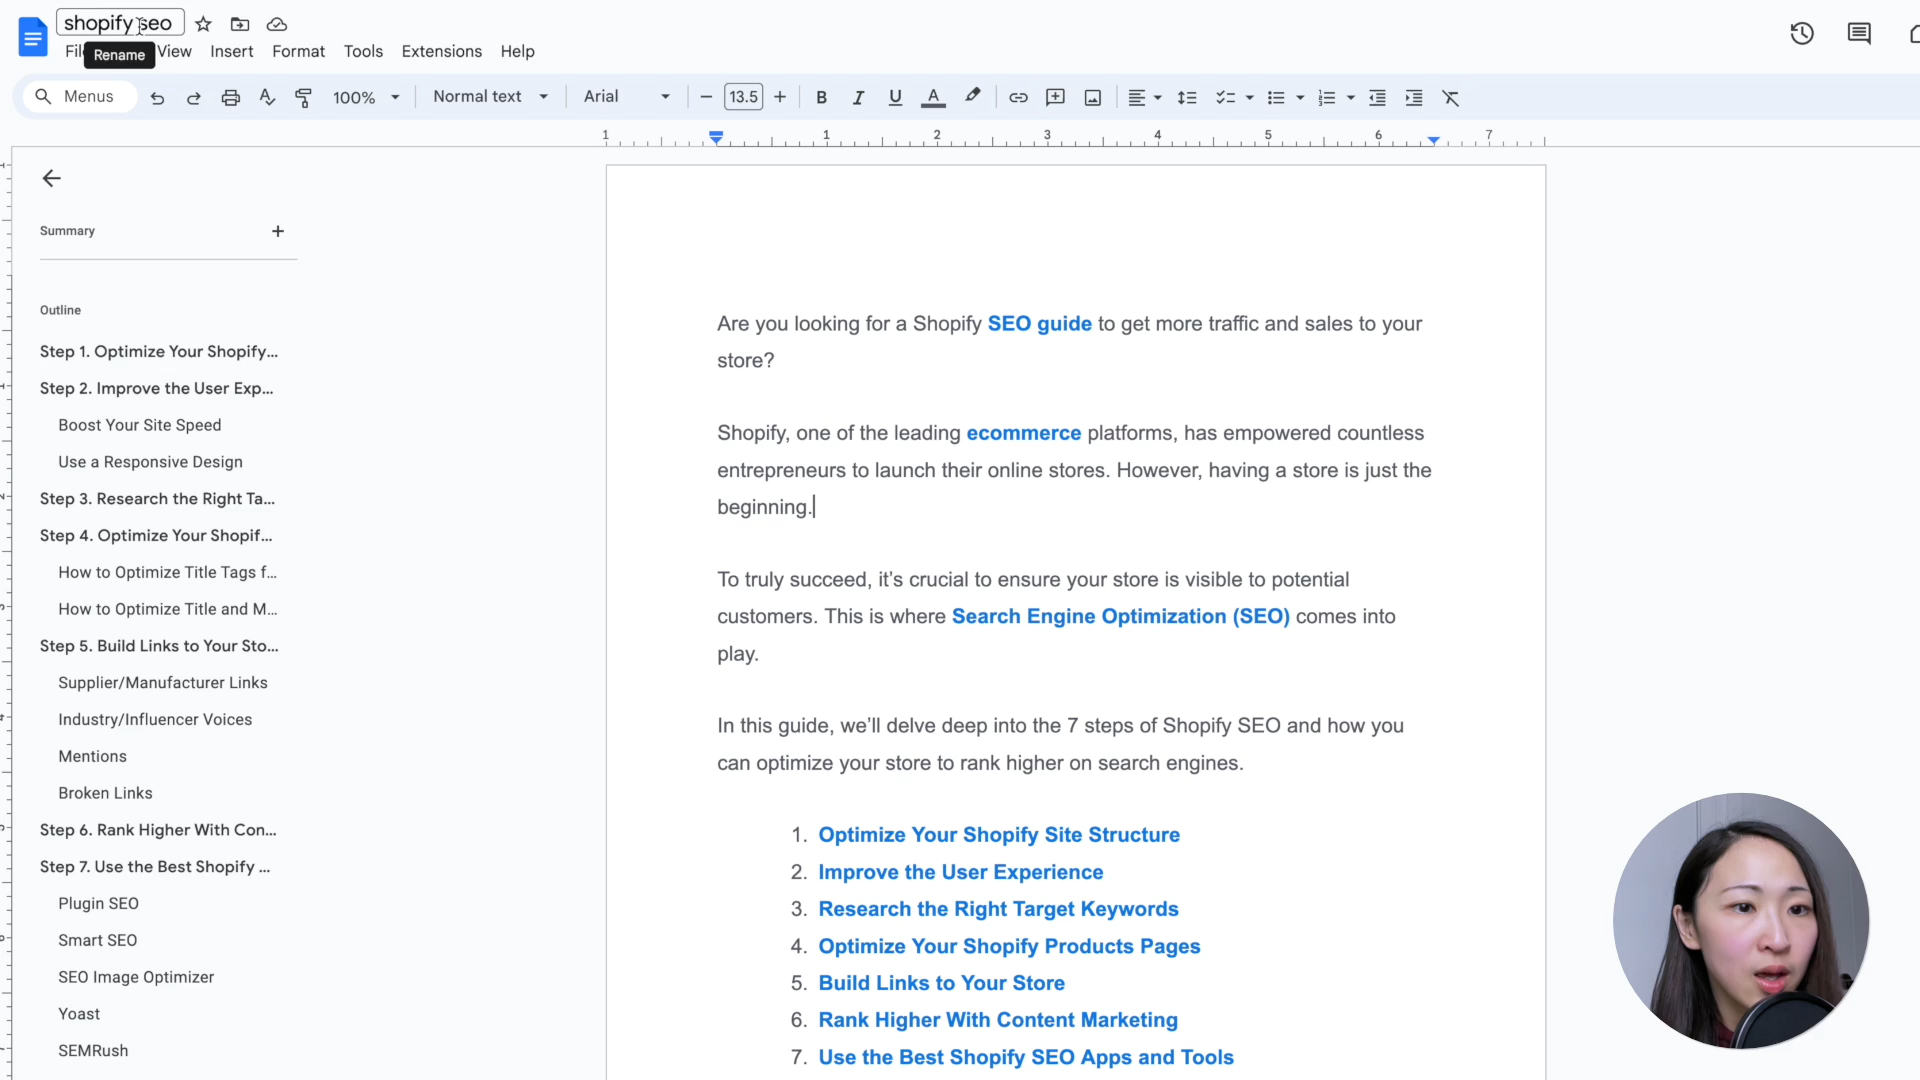 shopify seo
Rename
View Insert Format Tools Extensions Help
Menus 100% Normal text Arial 13.5
1 1 2 3 4 5 6 7
Summary
Outline
Step 1. Optimize Your Shopify...
Step 2. Improve the User Exp...
Boost Your Site Speed
Use a Responsive Design
Step 3. Research the Right Ta...
Step 4. Optimize Your Shopif...
How to Optimize Title Tags f...
How to Optimize Title and M...
Step 5. Build Links to Your Sto...
Supplier/Manufacturer Links
Industry/Influencer Voices
Mentions
Broken Links
Step 6. Rank Higher With Con...
Step 7. Use the Best Shopify ...
Plugin SEO
Smart SEO
SEO Image Optimizer
Yoast
SEMRush
Are you looking for a Shopify SEO guide to get more traffic and sales to your
store?
Shopify, one of the leading ecommerce platforms, has empowered countless
entrepreneurs to launch their online stores. However, having a store is just the
beginning.
To truly succeed, it's crucial to ensure your store is visible to potential
customers. This is where Search Engine Optimization (SEO) comes into
play.
In this guide, we'll delve deep into the 7 steps of Shopify SEO and how you
can optimize your store to rank higher on search engines.
1. Optimize Your Shopify Site Structure
2. Improve the User Experience
3. Research the Right Target Keywords
4. Optimize Your Shopify Products Pages
5. Build Links to Your Store
6. Rank Higher With Content Marketing
7. Use the Best Shopify SEO Apps and Tools